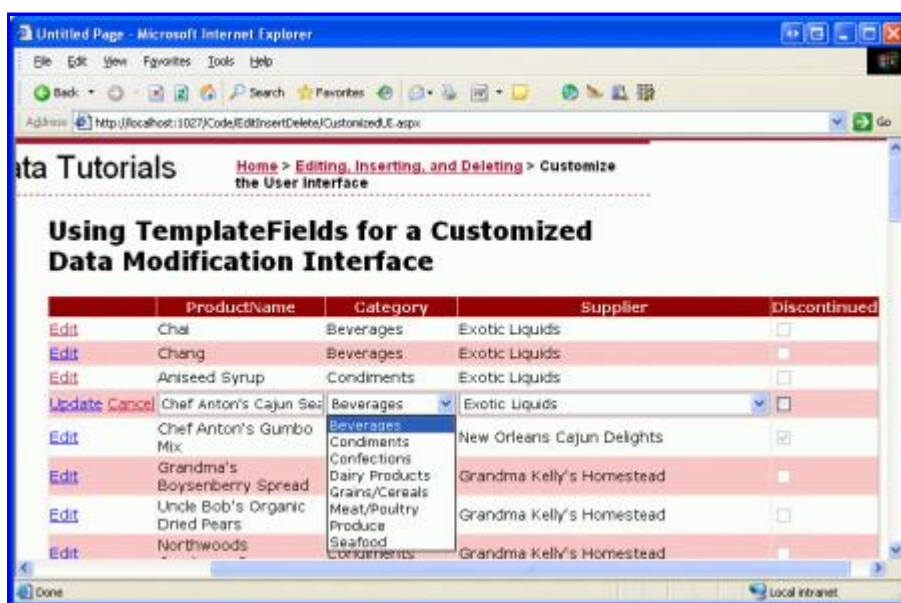 Untitled Page - Microsoft Internet Explorer
File Edit View Favorites Tools Help
Back Search Favorites
Address http://localhost:1027/Code/EditInsertDelete/CustomizedUI.aspx Go
ata Tutorials
Home > Editing, Inserting, and Deleting > Customize
the User Interface
Using TemplateFields for a Customized
Data Modification Interface
ProductName Category Supplier Discontinued
Edit Chai Beverages Exotic Liquids
Edit Chang Beverages Exotic Liquids
Edit Aniseed Syrup Condiments Exotic Liquids
Update Cancel Chef Anton's Cajun Sea Beverages Exotic Liquids
Beverages
Condiments
Confections
Dairy Products
Grains/Cereals
Meat/Poultry
Produce
Seafood
Edit Chef Anton's Gumbo
Mix New Orleans Cajun Delights
Edit Grandma's
Boysenberry Spread Grandma Kelly's Homestead
Edit Uncle Bob's Organic
Dried Pears Grandma Kelly's Homestead
Edit Northwoods
Condiments Grandma Kelly's Homestead
Done Local intranet